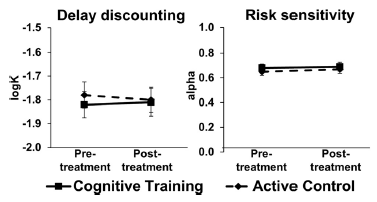 Delay discounting
Risk sensitivity
-1.5
-1.6
-1.7
-1.8
-1.9
-2.0
logK
Pre-
treatment
Post-
treatment
1.0
0.8
0.6
0.4
0.2
0.0
alpha
Pre-
treatment
Post-
treatment
Cognitive Training
Active Control